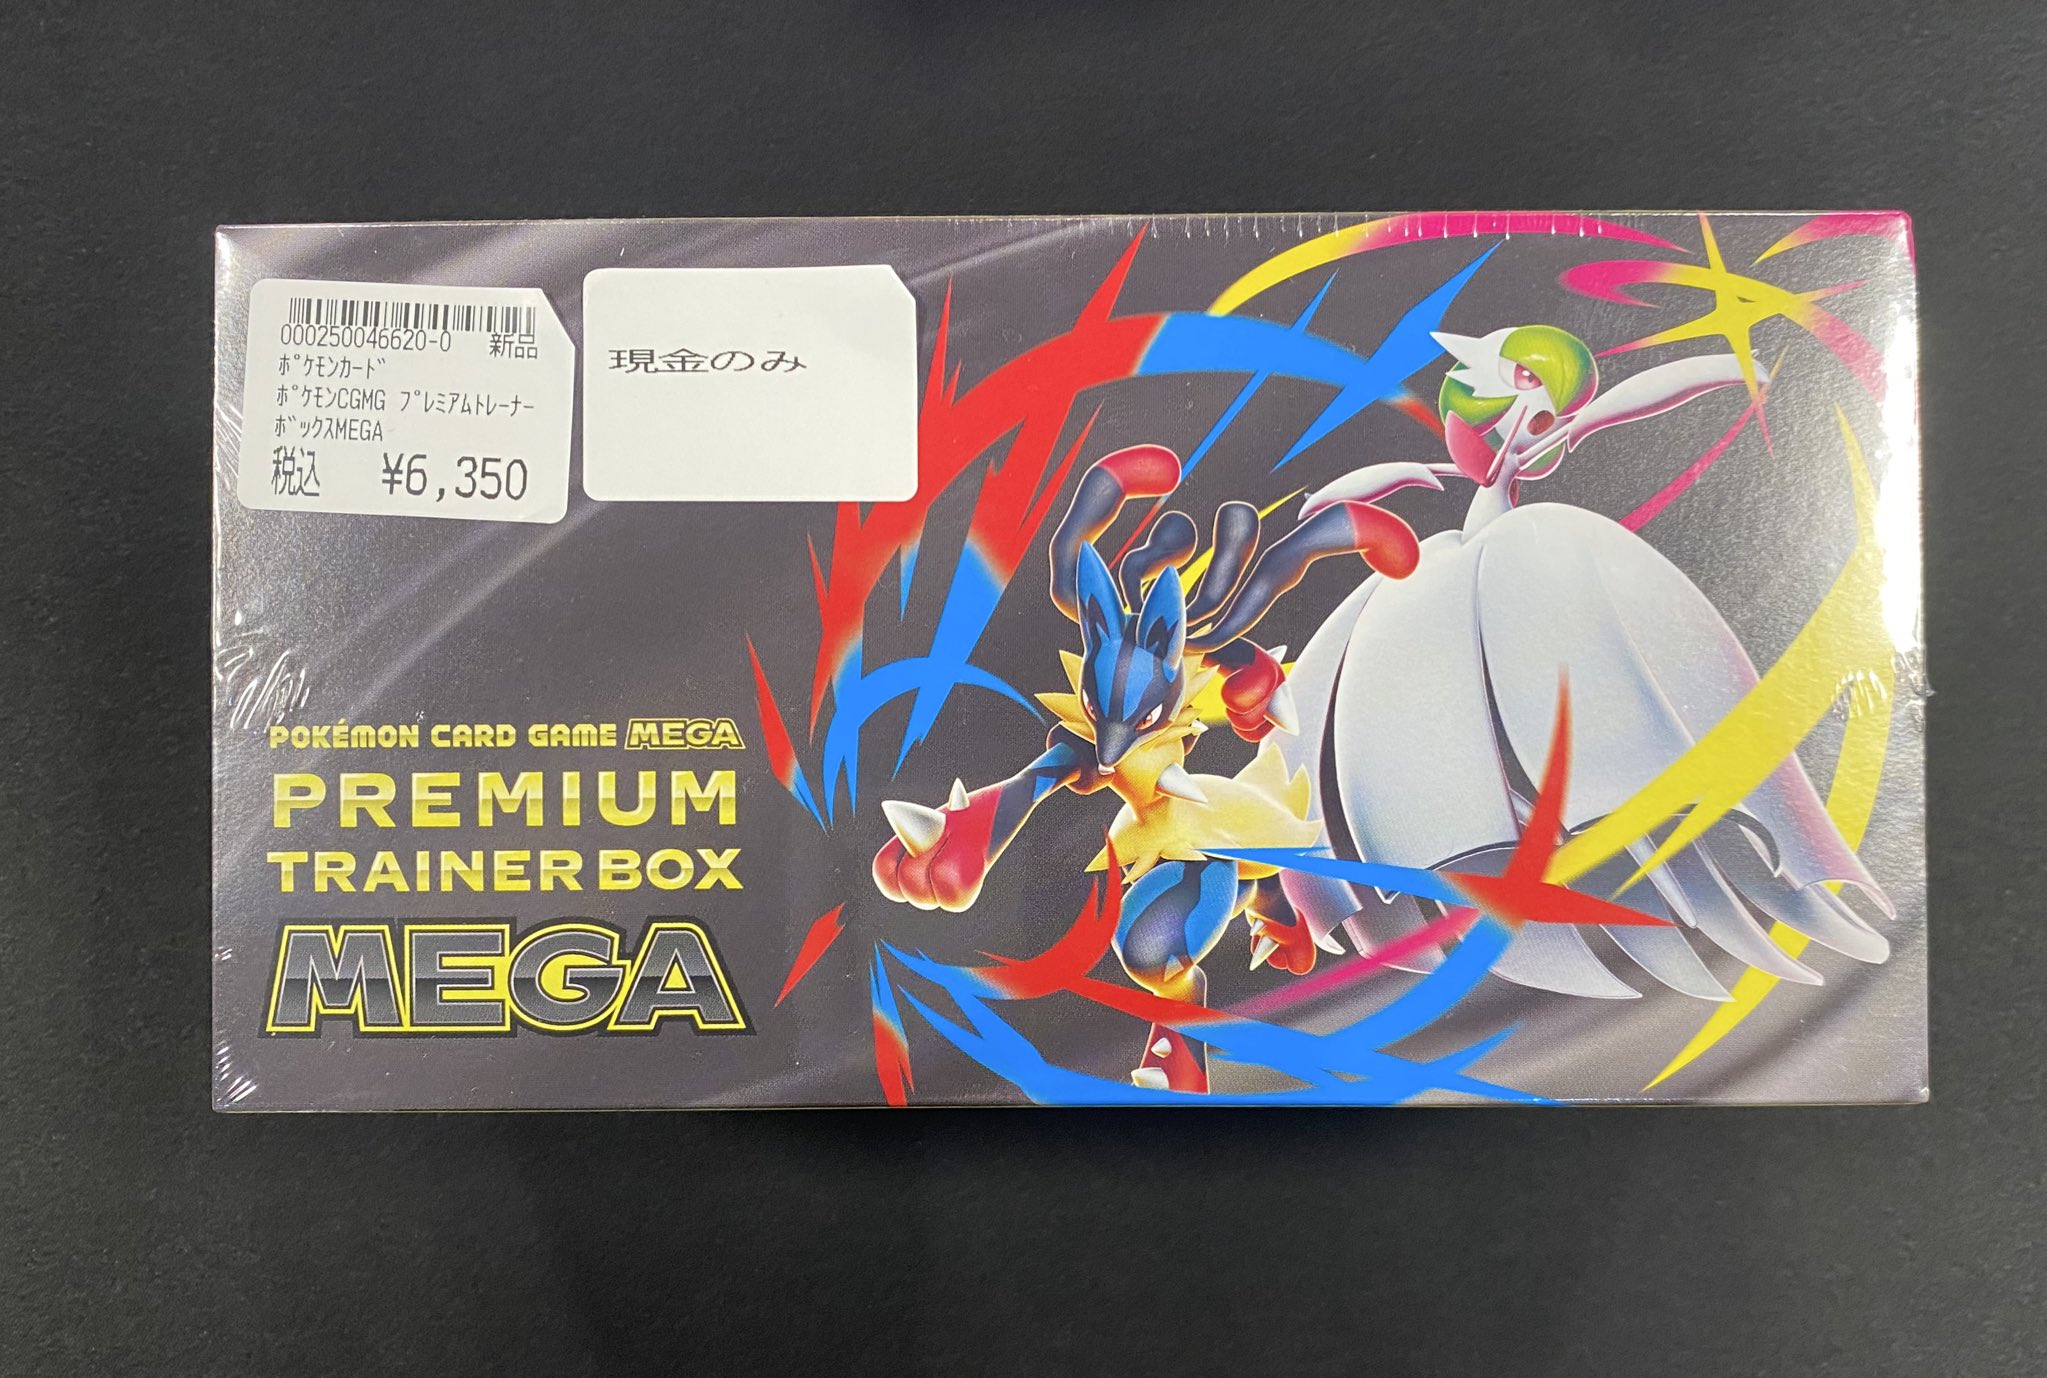 000250046620-0 新品
ポケモンカード
ポケモンCGMG プレミアムトレーナー
ボックスMEGA
税込 ¥6,350
現金のみ
POKÉMON CARD GAME MEGA
PREMIUM
TRAINER BOX
MEGA